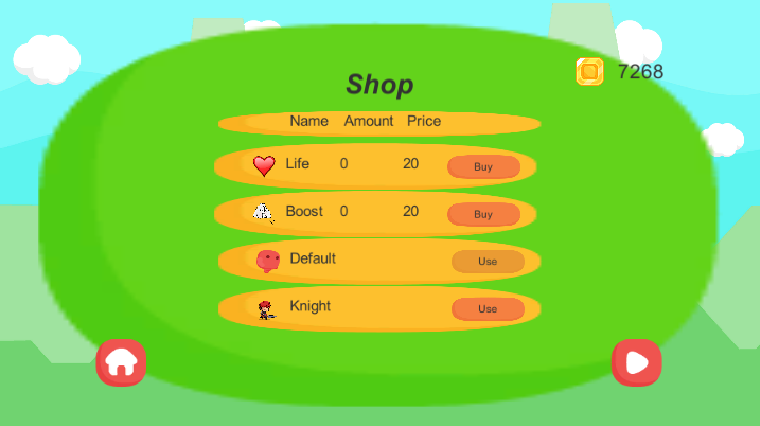 7268
Shop
Name Amount Price
Life 0 20 Buy
Boost 0 20 Buy
Default Use
Knight Use